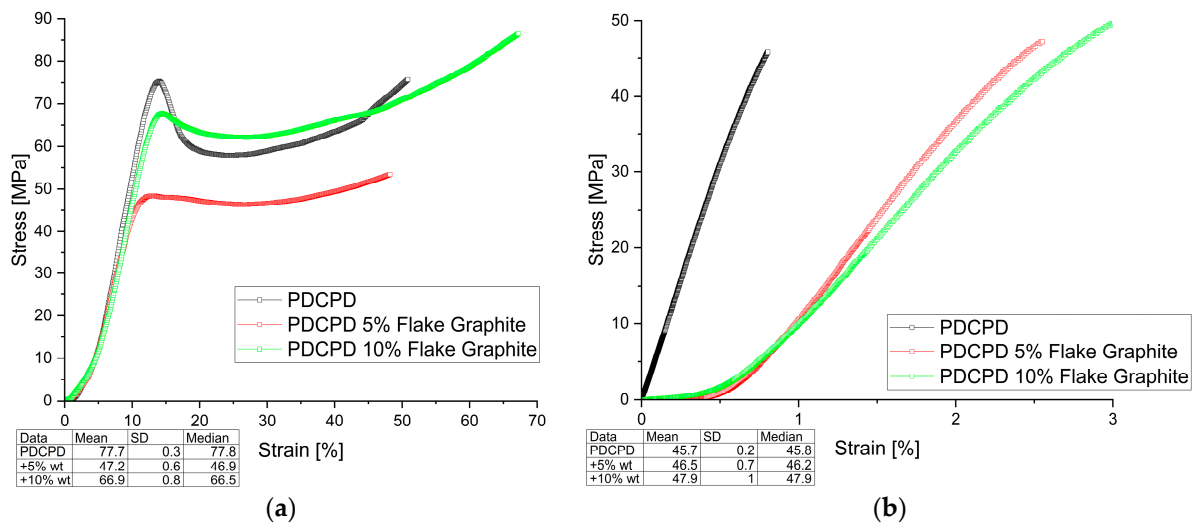 90
80
70
60
50
40
30
20
10
0
Stress [MPa]
PDCPD
PDCPD 5% Flake Graphite
PDCPD 10% Flake Graphite
0 10 20 30 40 50 60 70
Strain [%]
Data Mean SD Median
PDCPD 77.7 0.3 77.8
+5% wt 47.2 0.6 46.9
+10% wt 66.9 0.8 66.5
(a)
50
40
30
20
10
0
Stress [MPa]
PDCPD
PDCPD 5% Flake Graphite
PDCPD 10% Flake Graphite
0 1 2 3
Strain [%]
Data Mean SD Median
PDCPD 45.7 0.2 45.8
+5% wt 46.5 0.7 46.2
+10% wt 47.9 1 47.9
(b)